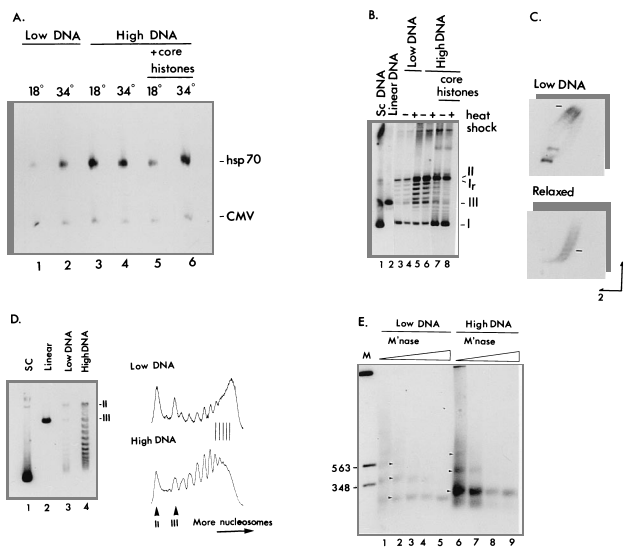 A.
Low DNA High DNA
+core
histones
18° 34° 18° 34° 18° 34°
-hsp70
-CMV
1 2 3 4 5 6
B.
Sc DNA
Linear DNA
Low DNA
High DNA
core
histones
- + - + - + heat
shock
II
Ir
- III
- I
1 2 3 4 5 6 7 8
C.
Low DNA
Relaxed
2
D.
SC
Linear
Low DNA
High DNA
-II
-III
1 2 3 4
Low DNA
High DNA
II III More nucleosomes
E.
Low DNA High DNA
M M'nase M'nase
563 -
348 -
1 2 3 4 5 6 7 8 9